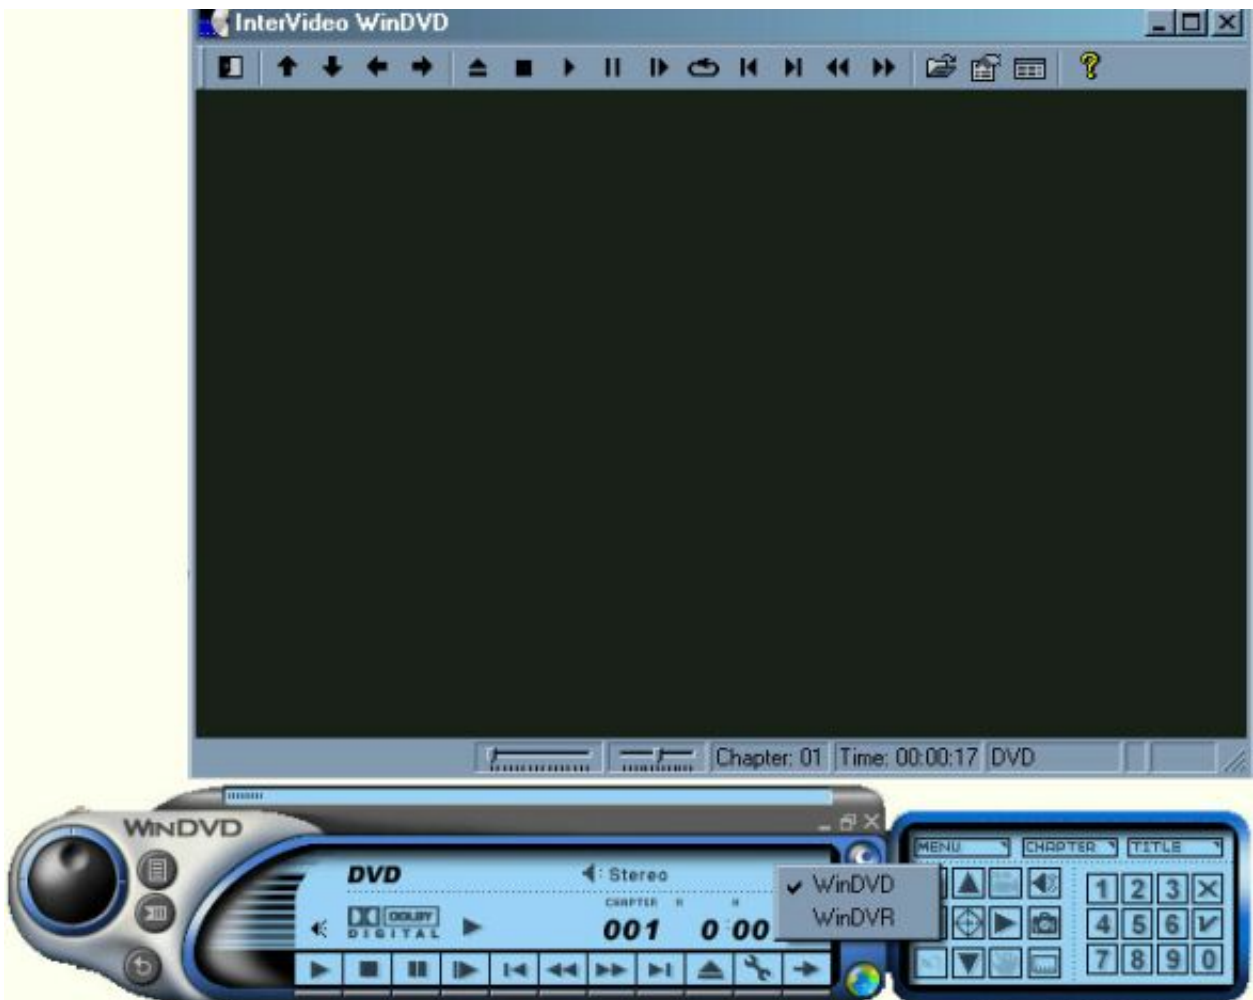 InterVideo WinDVD
Chapter: 01 Time: 00:00:17 DVD
WINDVD
DVD
Stereo
DOLBY
DIGITAL
CHAPTER H M
001 0:00
WinDVD
WinDVR
MENU CHAPTER TITLE
1 2 3
4 5 6
7 8 9 0